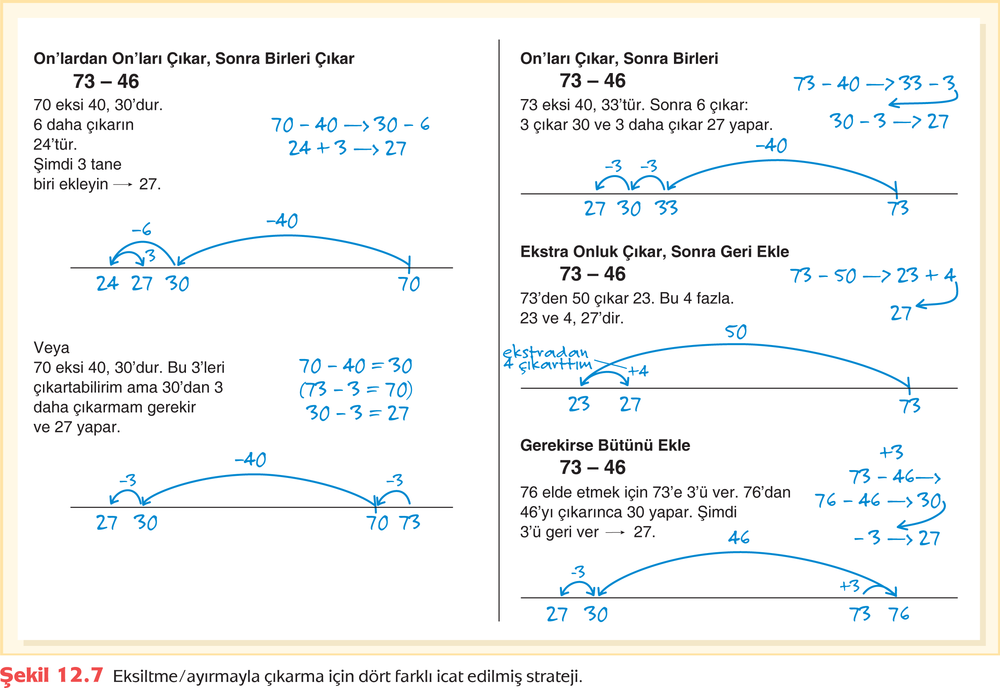 On’lardan On’ları Çıkar, Sonra Birleri Çıkar
73 – 46
70 eksi 40, 30’dur.
6 daha çıkarın
24’tür.
Şimdi 3 tane
biri ekleyin → 27.
70 – 40 → 30 – 6
24 + 3 → 27
–40
–6
3
24 27 30 70
Veya
70 eksi 40, 30’dur. Bu 3’leri
çıkartabilirim ama 30’dan 3
daha çıkarmam gerekir
ve 27 yapar.
70 – 40 = 30
(73 – 3 = 70)
30 – 3 = 27
–40
–3 –3
27 30 70 73
On’ları Çıkar, Sonra Birleri
73 – 46
73 eksi 40, 33’tür. Sonra 6 çıkar:
3 çıkar 30 ve 3 daha çıkar 27 yapar.
73 – 40 → 33 – 3
30 – 3 → 27
–40
–3 –3
27 30 33 73
Ekstra Onluk Çıkar, Sonra Geri Ekle
73 – 46
73’den 50 çıkar 23. Bu 4 fazla.
23 ve 4, 27’dir.
73 – 50 → 23 + 4
27
50
ekstradan
4 çıkarttım
+4
23 27 73
Gerekirse Bütünü Ekle
73 – 46
76 elde etmek için 73’e 3’ü ver. 76’dan
46’yı çıkarınca 30 yapar. Şimdi
3’ü geri ver → 27.
+3
73 – 46 →
76 – 46 → 30
– 3 → 27
46
-3
+3
27 30 73 76
Şekil 12.7 Eksiltme/ayırmayla çıkarma için dört farklı icat edilmiş strateji.